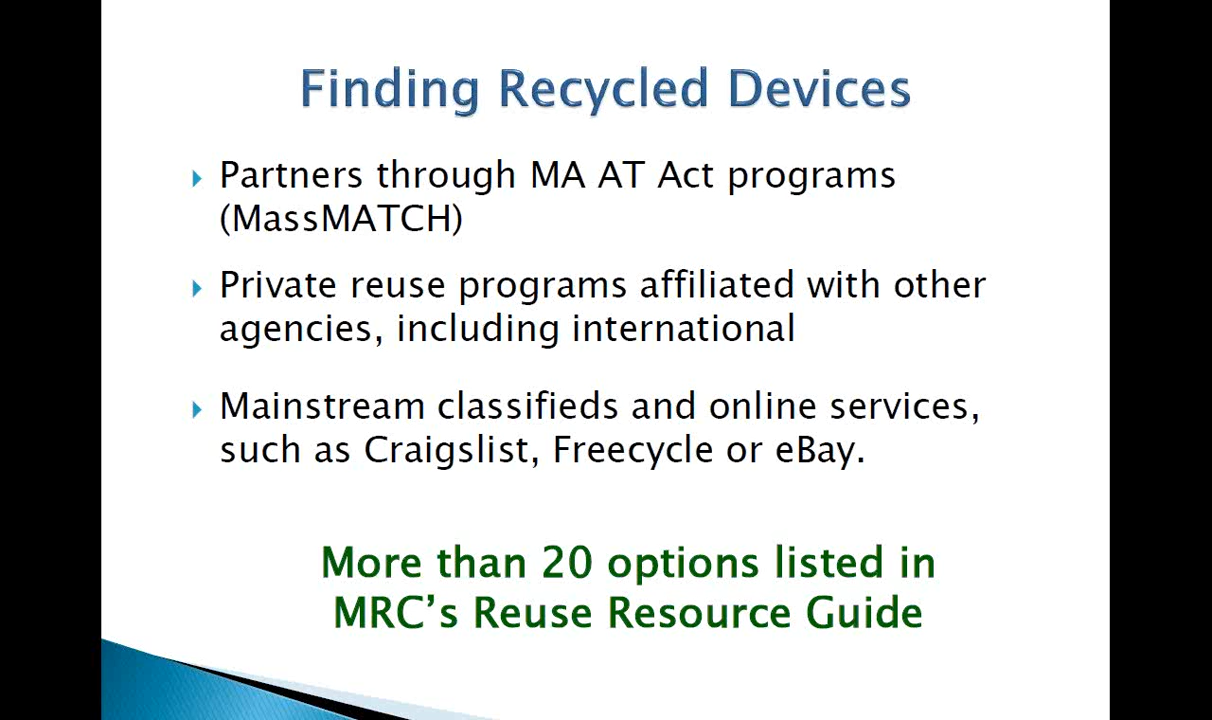 Finding Recycled Devices
Partners through MA AT Act programs
(MassMATCH)
Private reuse programs affiliated with other
agencies, including international
Mainstream classifieds and online services,
such as Craigslist, Freecycle or eBay.
More than 20 options listed in
MRC’s Reuse Resource Guide